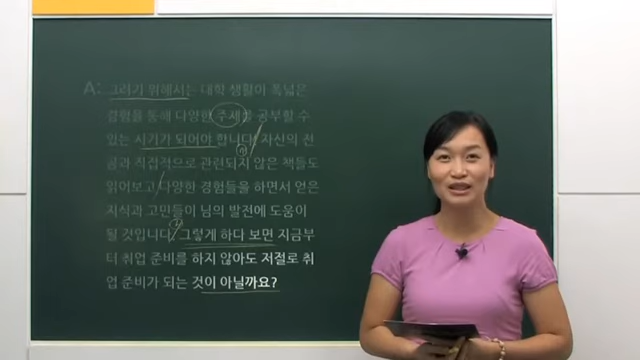 A: 그러기 위해서는 대학 생활이 폭넓은
경험을 통해 다양한 주제를 공부할 수
있는 시기가 되어야 합니다. 자신의 전
공과 직접적으로 관련되지 않은 책들도
읽어보고 다양한 경험들을 하면서 얻은
지식과 고민들이 님의 발전에 도움이
될 것입니다. 그렇게 하다 보면 지금부
터 취업 준비를 하지 않아도 저절로 취
업 준비가 되는 것이 아닐까요?